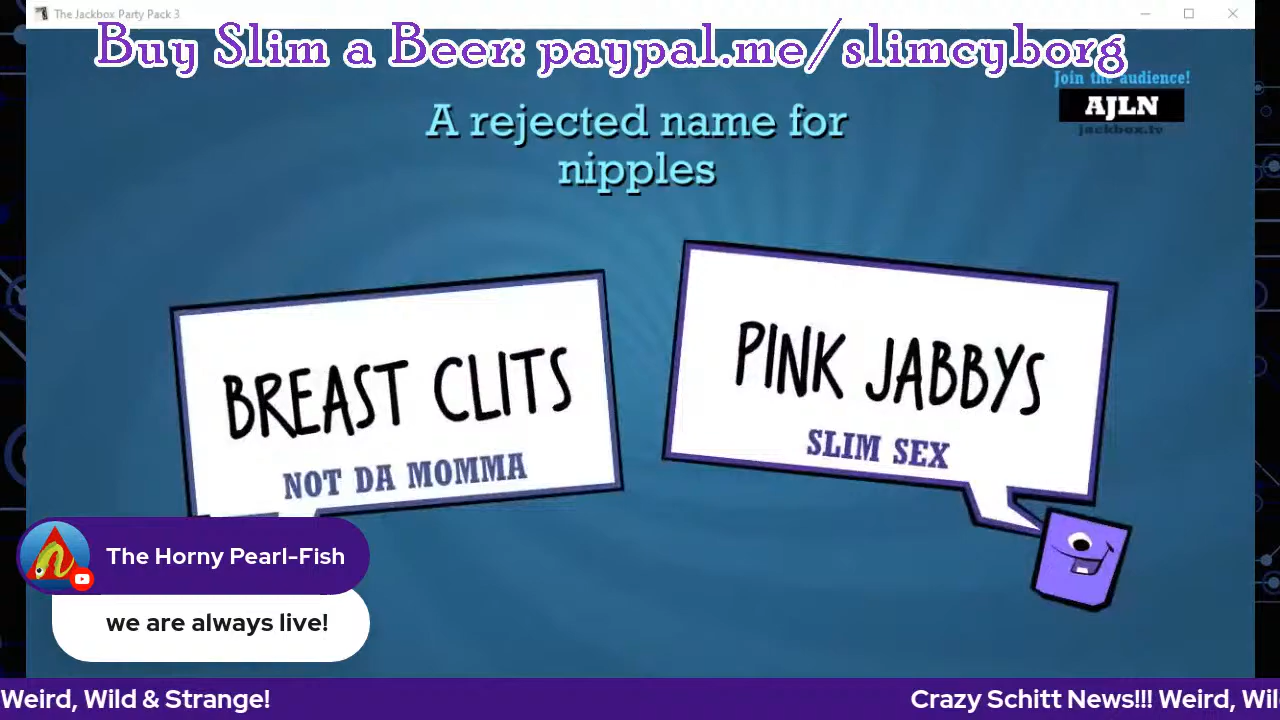 The Jackbox Party Pack 3
Buy Slim a Beer: paypal.me/slimcyborg
Join the audience!
AJLN
jackbox.tv
A rejected name for
nipples
BREAST CLITS
NOT DA MOMMA
PINK JABBYS
SLIM SEX
The Horny Pearl-Fish
we are always live!
Weird, Wild & Strange!
Crazy Schitt News!!! Weird, Wil